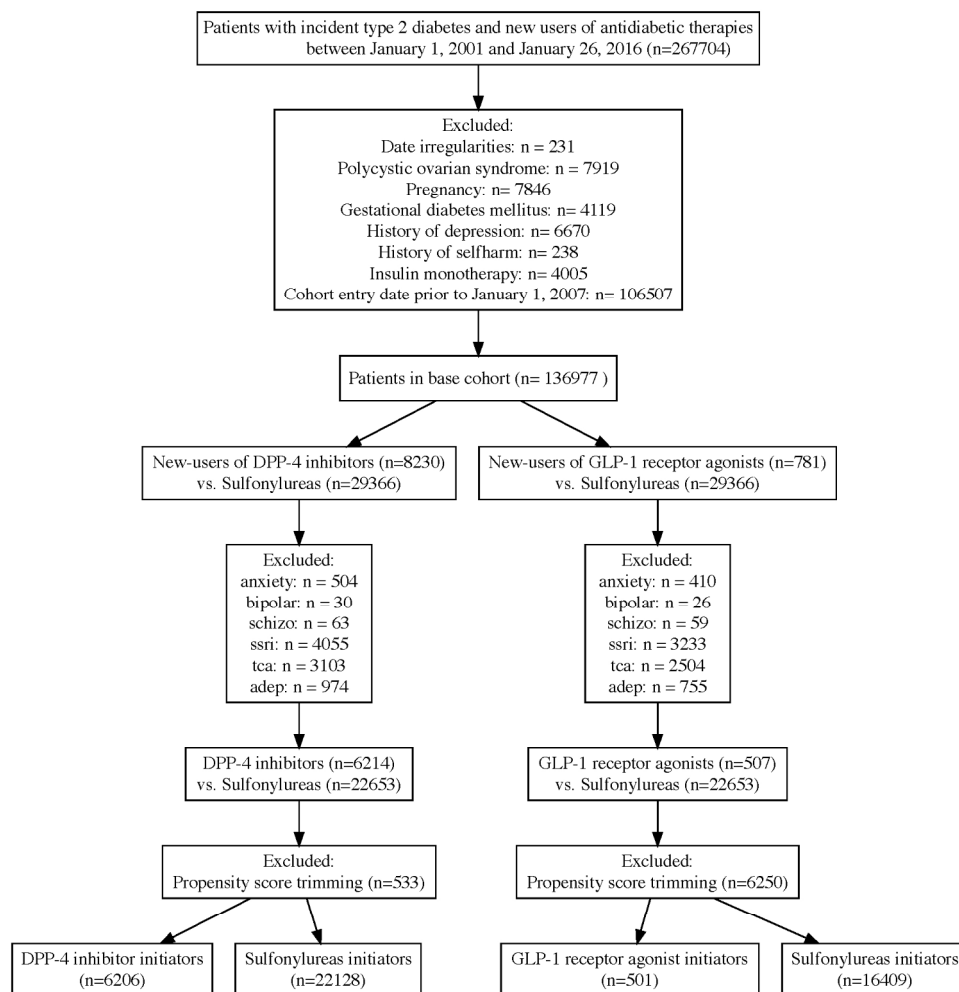 Patients with incident type 2 diabetes and new users of antidiabetic therapies
between January 1, 2001 and January 26, 2016 (n=267704)
Excluded:
Date irregularities: n = 231
Polycystic ovarian syndrome: n = 7919
Pregnancy: n= 7846
Gestational diabetes mellitus: n= 4119
History of depression: n= 6670
History of selfharm: n= 238
Insulin monotherapy: n= 4005
Cohort entry date prior to January 1, 2007: n= 106507
Patients in base cohort (n= 136977 )
New-users of DPP-4 inhibitors (n=8230)
vs. Sulfonylureas (n=29366)
New-users of GLP-1 receptor agonists (n=781)
vs. Sulfonylureas (n=29366)
Excluded:
anxiety: n = 504
bipolar: n = 30
schizo: n = 63
ssri: n = 4055
tca: n = 3103
adep: n = 974
Excluded:
anxiety: n = 410
bipolar: n = 26
schizo: n = 59
ssri: n = 3233
tca: n = 2504
adep: n = 755
DPP-4 inhibitors (n=6214)
vs. Sulfonylureas (n=22653)
GLP-1 receptor agonists (n=507)
vs. Sulfonylureas (n=22653)
Excluded:
Propensity score trimming (n=533)
Excluded:
Propensity score trimming (n=6250)
DPP-4 inhibitor initiators
(n=6206)
Sulfonylureas initiators
(n=22128)
GLP-1 receptor agonist initiators
(n=501)
Sulfonylureas initiators
(n=16409)